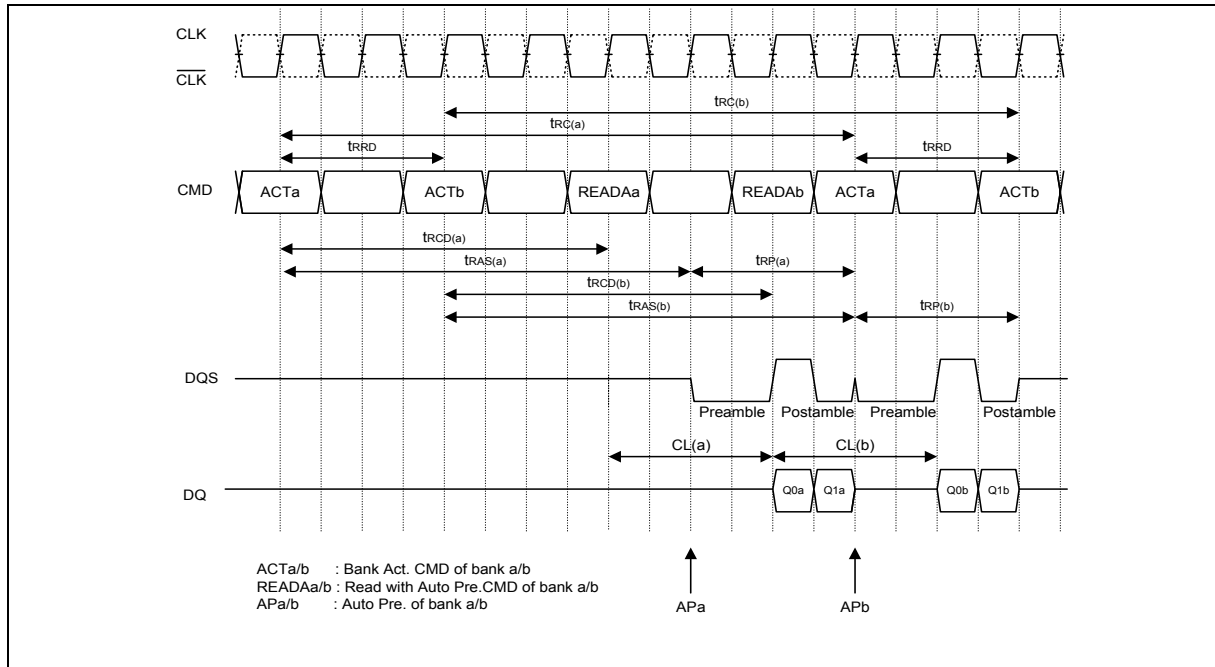 CLK
CLK
tRC(b)
tRC(a)
tRRD tRRD
CMD ACTa ACTb READAa READAb ACTa ACTb
tRCD(a)
tRAS(a) tRP(a)
tRCD(b)
tRAS(b) tRP(b)
DQS
Preamble Postamble Preamble Postamble
CL(a) CL(b)
DQ Q0a Q1a Q0b Q1b
ACTa/b : Bank Act. CMD of bank a/b
READAa/b : Read with Auto Pre.CMD of bank a/b
APa/b : Auto Pre. of bank a/b
APa APb